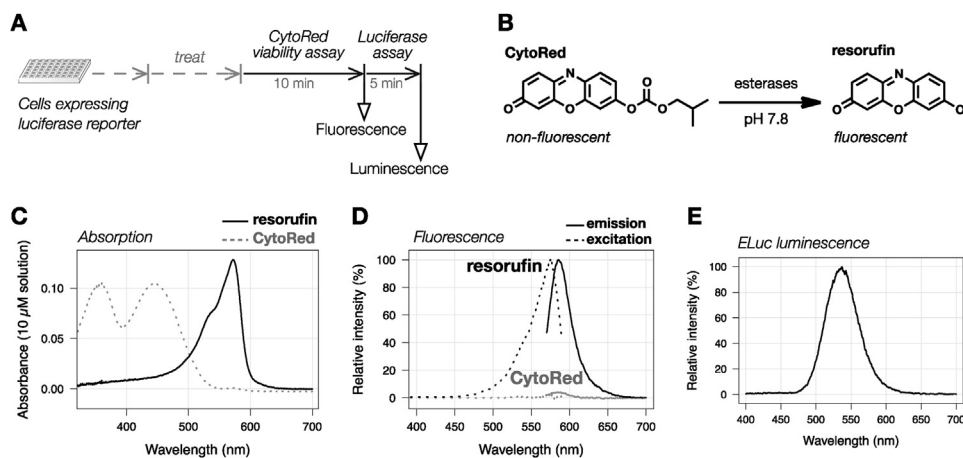 A
treat
CytoRed
viability assay
Luciferase
assay
10 min
5 min
Cells expressing
luciferase reporter
Fluorescence
Luminescence
B
CytoRed
resorufin
N
O
O
O
O
O
esterases
pH 7.8
N
O
O
O
non-fluorescent
fluorescent
C
Absorption
resorufin
CytoRed
Absorbance (10 µM solution)
0.10
0.05
0.00
400
500
600
700
Wavelength (nm)
D
Fluorescence
emission
excitation
resorufin
CytoRed
Relative intensity (%)
100
80
60
40
20
0
400
450
500
550
600
650
700
Wavelength (nm)
E
ELuc luminescence
Relative intensity (%)
100
80
60
40
20
0
400
450
500
550
600
650
700
Wavelength (nm)